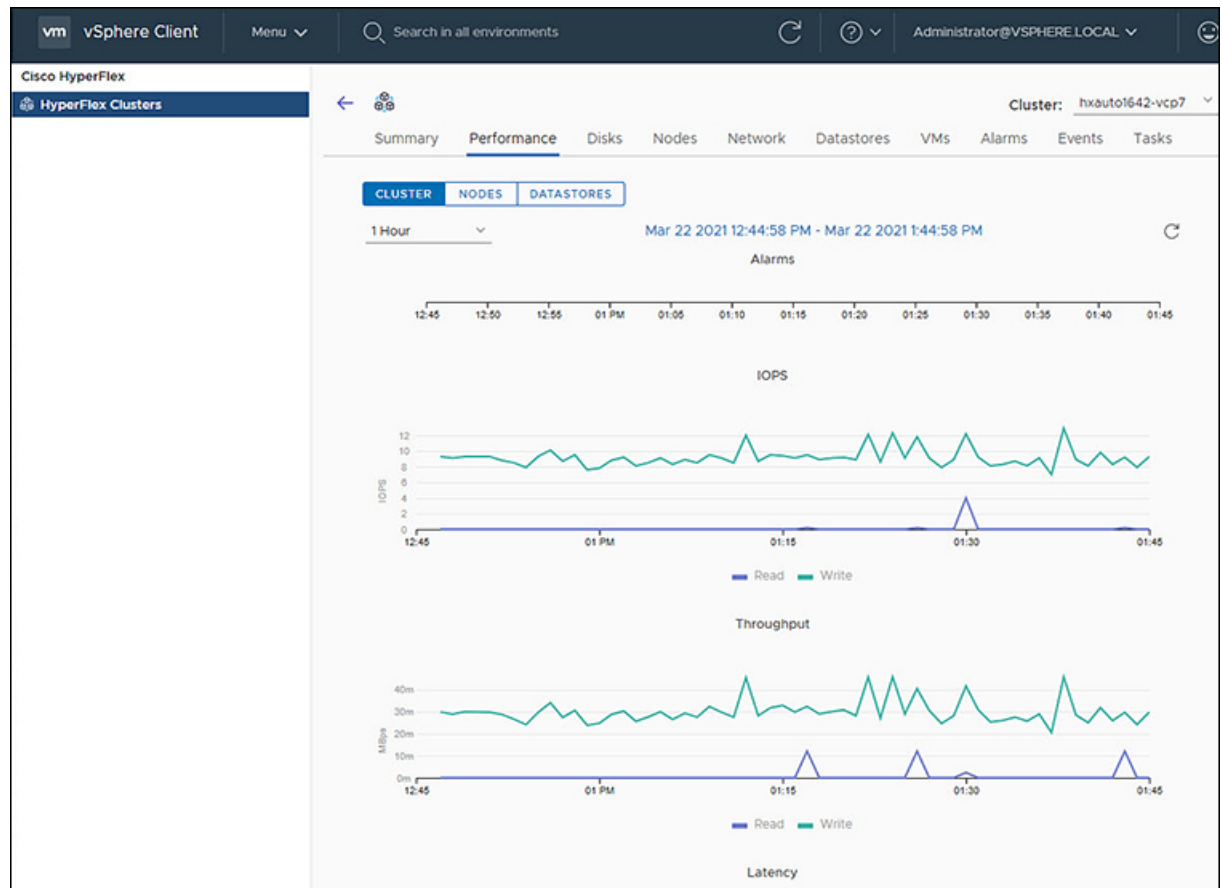 vm vSphere Client Menu Search in all environments Administrator@VSPHERE.LOCAL
Cisco HyperFlex
HyperFlex Clusters
Cluster: hxauto1642-vcp7
Summary Performance Disks Nodes Network Datastores VMs Alarms Events Tasks
CLUSTER NODES DATASTORES
1 Hour Mar 22 2021 12:44:58 PM - Mar 22 2021 1:44:58 PM
Alarms
12:45 12:50 12:55 01 PM 01:05 01:10 01:15 01:20 01:25 01:30 01:35 01:40 01:45
IOPS
12
10
8
6
4
2
0
IOPS
12:45 01 PM 01:15 01:30 01:45
Read Write
Throughput
40m
30m
20m
10m
0m
MBps
12:45 01 PM 01:15 01:30 01:45
Read Write
Latency